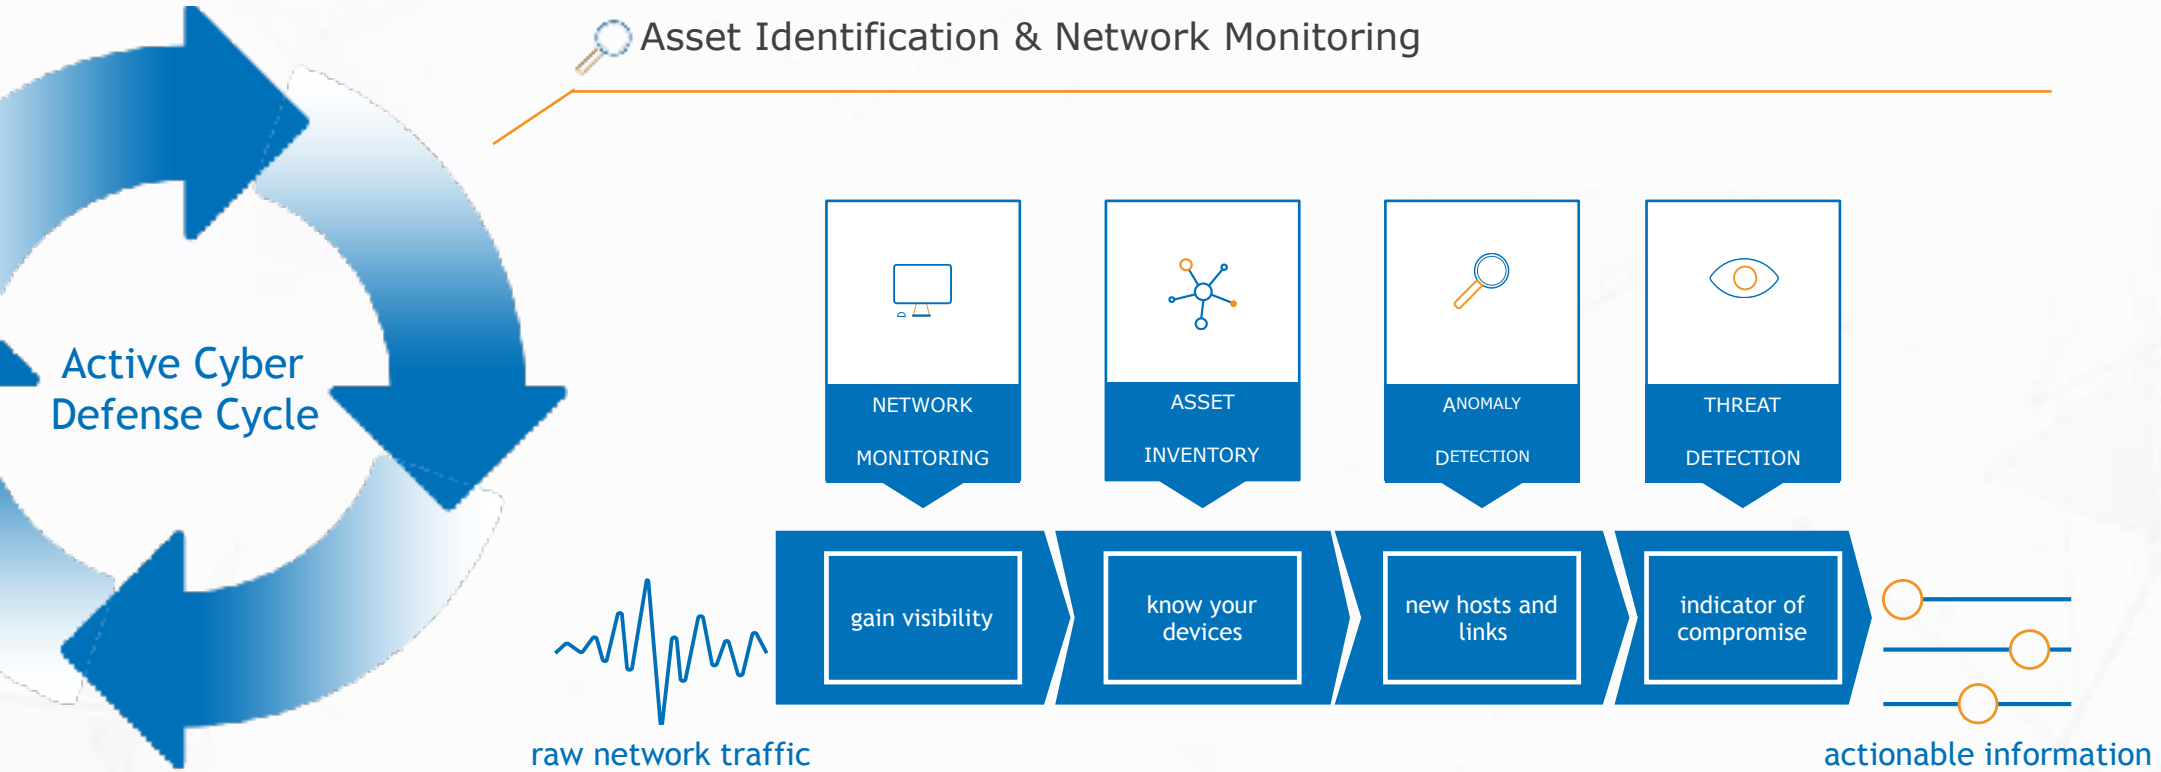 Asset Identification & Network Monitoring
Active Cyber
Defense Cycle
NETWORK
MONITORING
ASSET
INVENTORY
ANOMALY
DETECTION
THREAT
DETECTION
gain visibility
know your
devices
new hosts and
links
indicator of
compromise
raw network traffic
actionable information